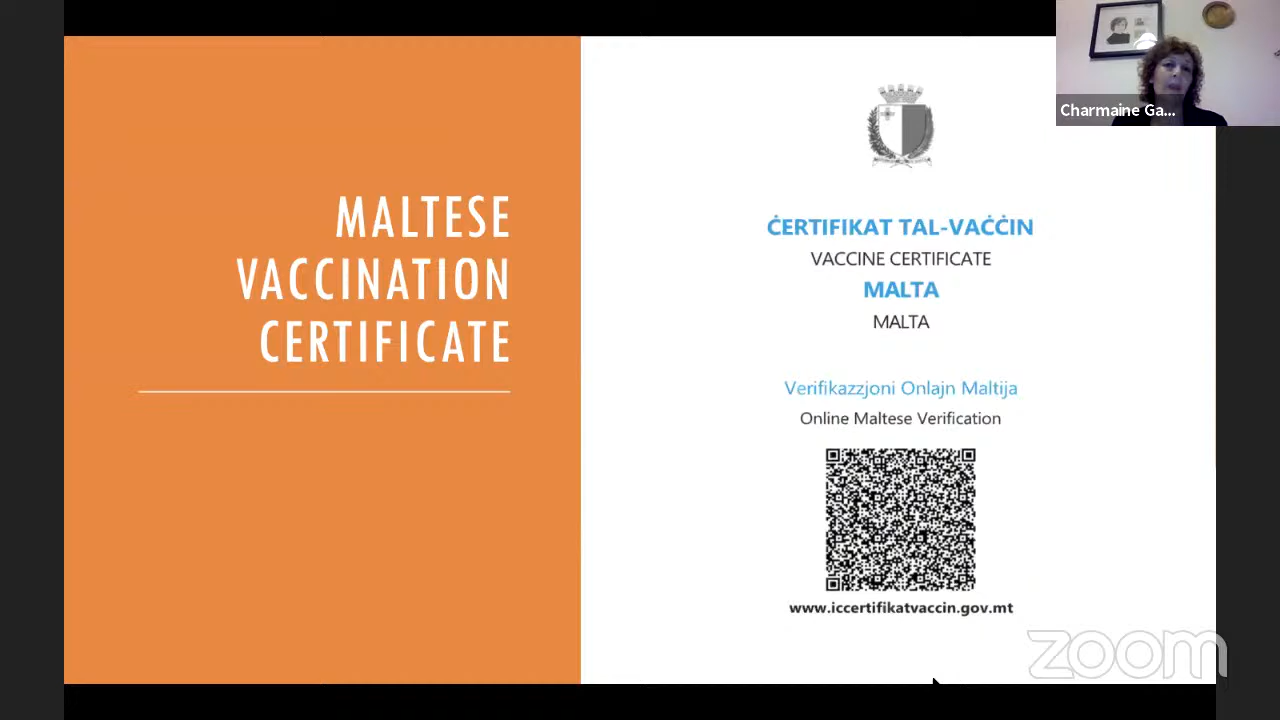 MALTESE
VACCINATION
CERTIFICATE
ĊERTIFIKAT TAL-VAĊĊIN
VACCINE CERTIFICATE
MALTA
MALTA
Verifikazzjoni Onlajn Maltija
Online Maltese Verification
www.iccertifikatvaccin.gov.mt
Charmaine Ga...
zoom